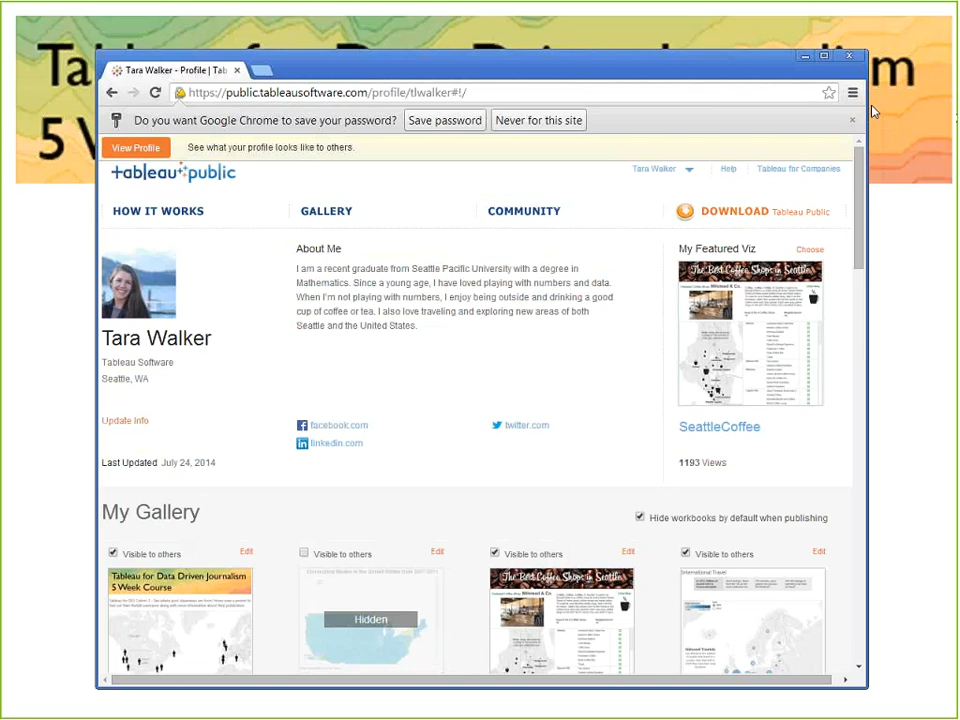 Tara Walker - Profile | Tab
https://public.tableausoftware.com/profile/tlwalker#!/
Do you want Google Chrome to save your password?
Save password
Never for this site
View Profile
See what your profile looks like to others.
tableau public
Tara Walker
Help
Tableau for Companies
HOW IT WORKS
GALLERY
COMMUNITY
DOWNLOAD Tableau Public
Tara Walker
Tableau Software
Seattle, WA
Update Info
Last Updated July 24, 2014
About Me
I am a recent graduate from Seattle Pacific University with a degree in
Mathematics. Since a young age, I have loved playing with numbers and data.
When I'm not playing with numbers, I enjoy being outside and drinking a good
cup of coffee or tea. I also love traveling and exploring new areas of both
Seattle and the United States.
facebook.com
twitter.com
linkedin.com
My Featured Viz
Choose
The Best Coffee Shops in Seattle
SeattleCoffee
1193 Views
My Gallery
Hide workbooks by default when publishing
Visible to others
Edit
Visible to others
Edit
Visible to others
Edit
Visible to others
Edit
Tableau for Data Driven Journalism
5 Week Course
Hidden
The Best Coffee Shops in Seattle
International Travel